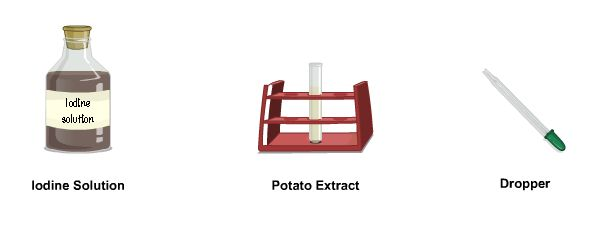 Iodine
solution
Iodine Solution
Potato Extract
Dropper